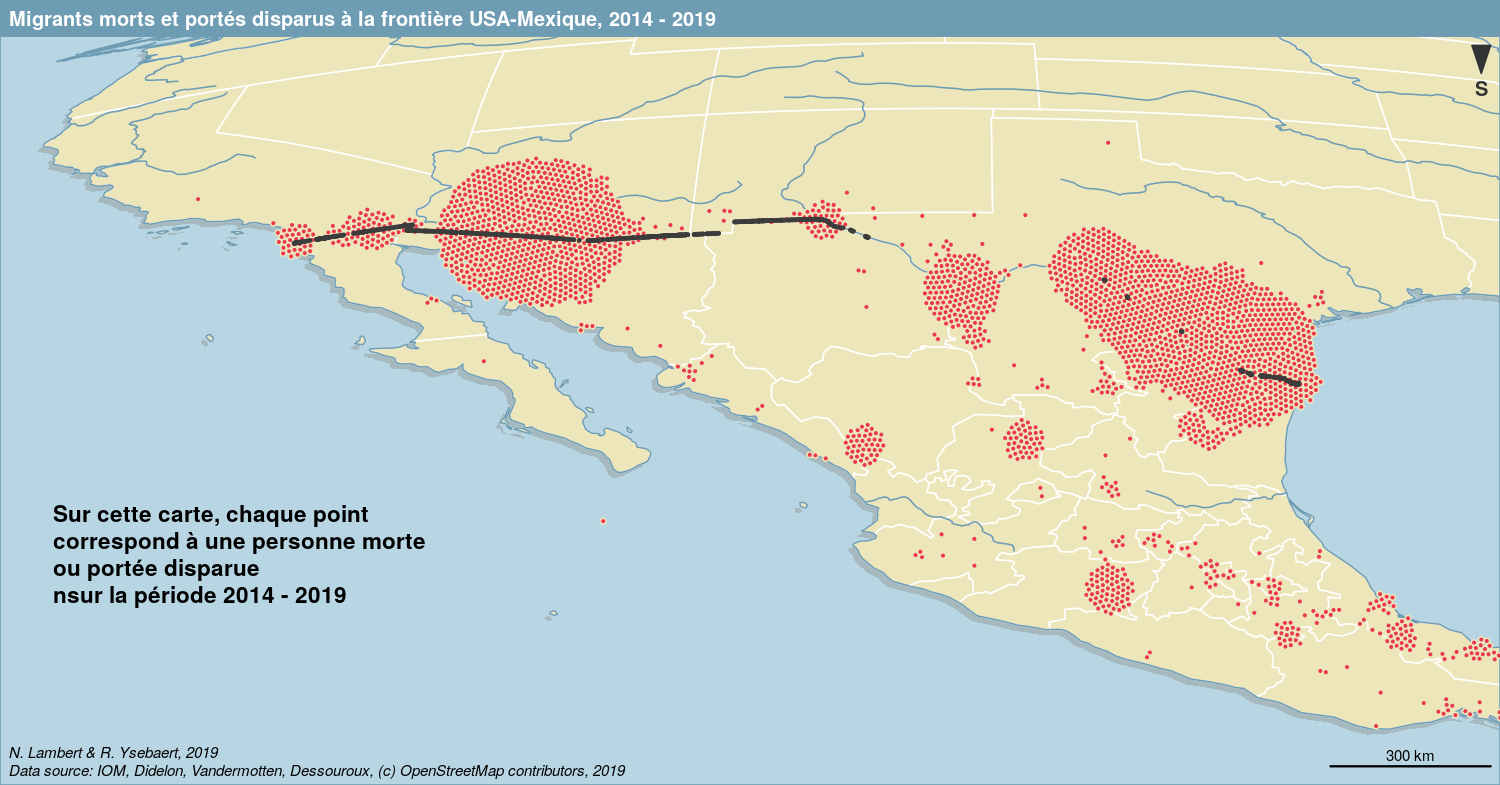 Migrants morts et portés disparus à la frontière USA-Mexique, 2014 - 2019
S
Sur cette carte, chaque point
correspond à une personne morte
ou portée disparue
nsur la période 2014 - 2019
N. Lambert & R. Ysebaert, 2019
Data source: IOM, Didelon, Vandermotten, Dessouroux, (c) OpenStreetMap contributors, 2019
300 km